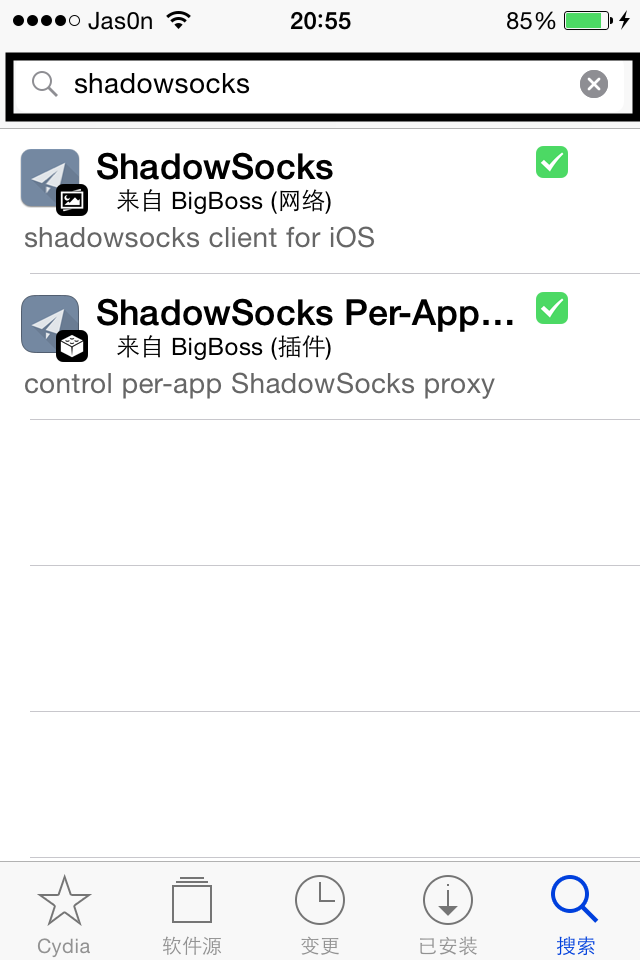 Jas0n 20:55 85%
shadowsocks
ShadowSocks
来自 BigBoss (网络)
shadowsocks client for iOS
ShadowSocks Per-App...
来自 BigBoss (插件)
control per-app ShadowSocks proxy
Cydia 软件源 变更 已安装 搜索